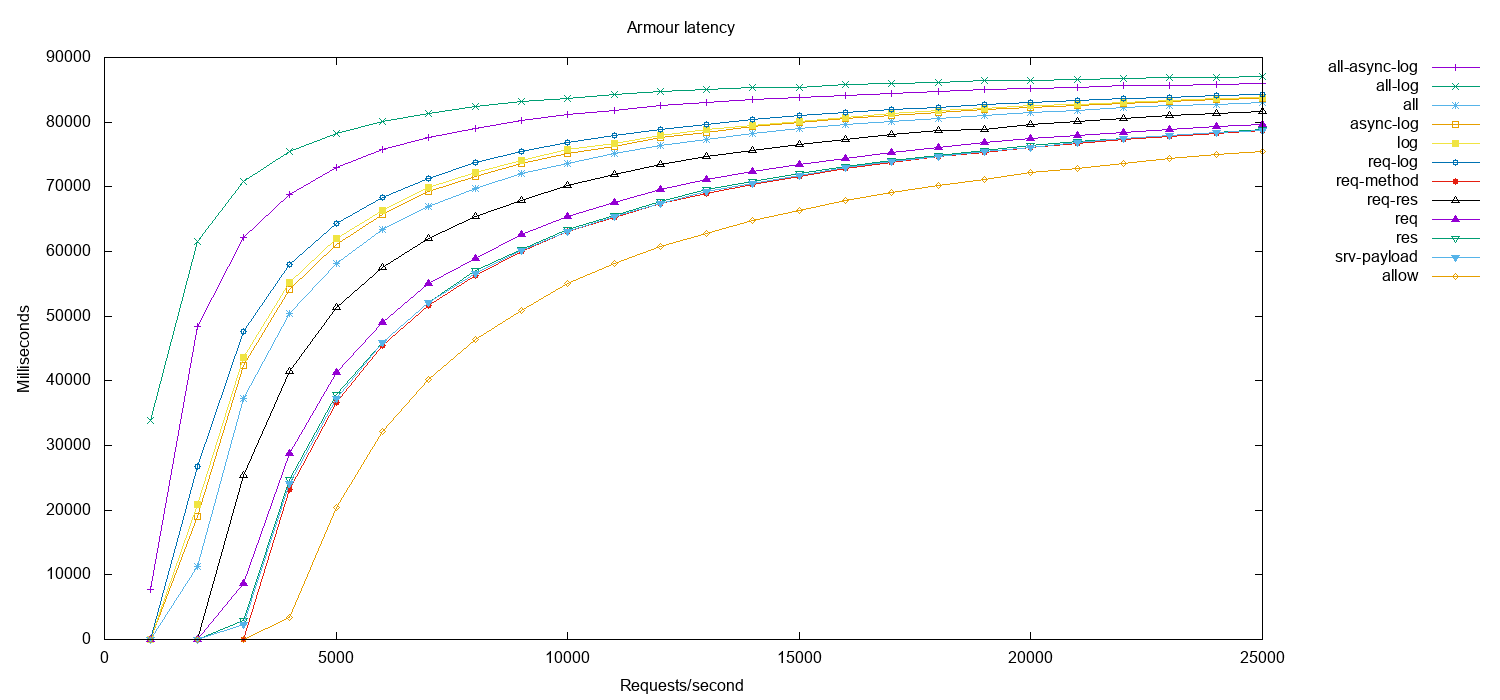 Armour latency
90000
80000
70000
60000
50000
40000
30000
20000
10000
0
Milliseconds
0 5000 10000 15000 20000 25000
Requests/second
all-async-log
all-log
all
async-log
log
req-log
req-method
req-res
req
res
srv-payload
allow